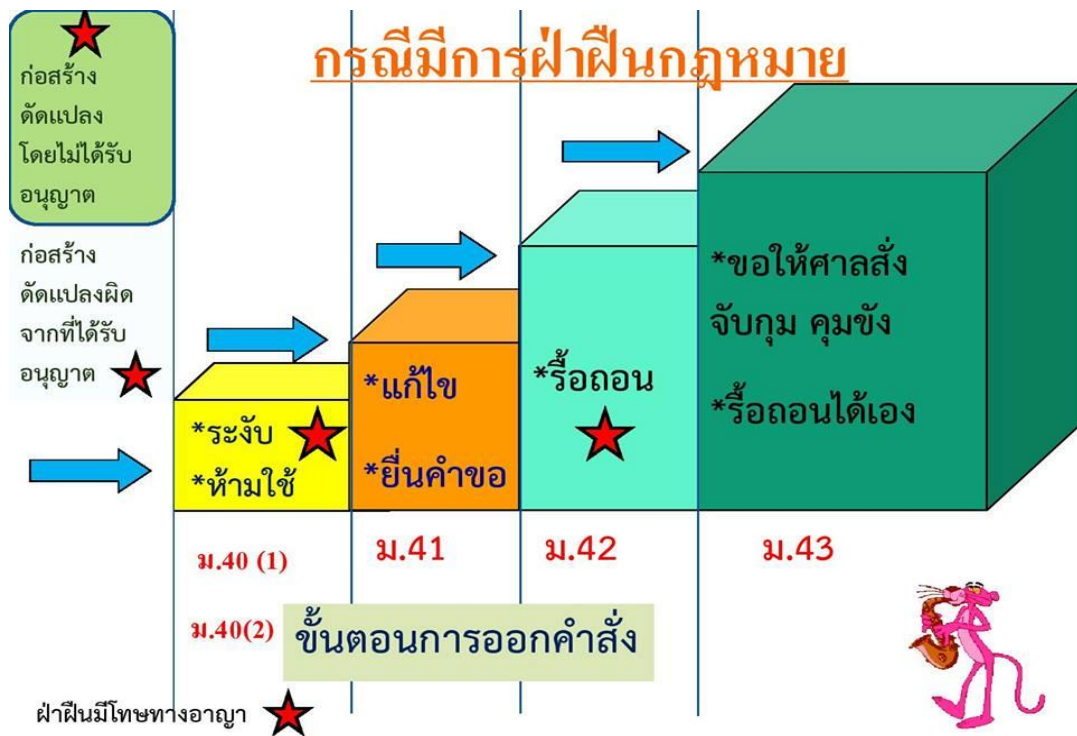 กรณีมีการฝ่าฝืนกฎหมาย
ก่อสร้าง
ดัดแปลง
โดยไม่ได้รับ
อนุญาต
ก่อสร้าง
ดัดแปลงผิด
จากที่ได้รับ
อนุญาต
*ระงับ
*ห้ามใช้
*แก้ไข
*ยื่นคำขอ
*รื้อถอน
*ขอให้ศาลสั่ง
จับกุม คุมขัง
*รื้อถอนได้เอง
ม.40 (1)
ม.40(2)
ม.41
ม.42
ม.43
ขั้นตอนการออกคำสั่ง
ฝ่าฝืนมีโทษทางอาญา